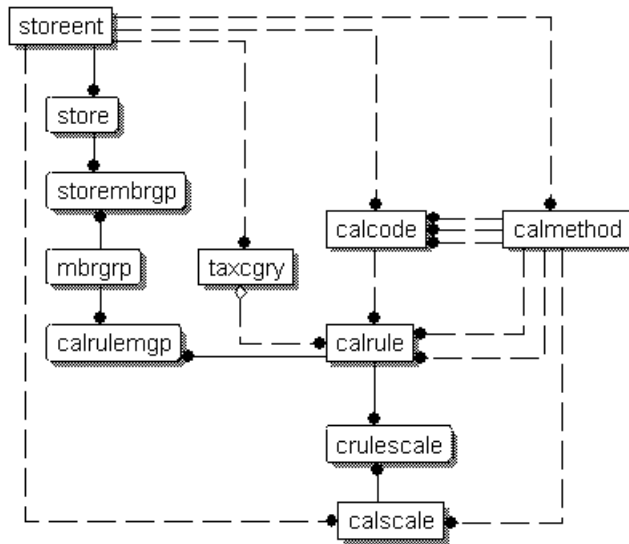 storeent
store
storembrgp
calcode
calmethod
mbrgrp
taxcgry
calrulemgp
calrule
crulescale
calscale